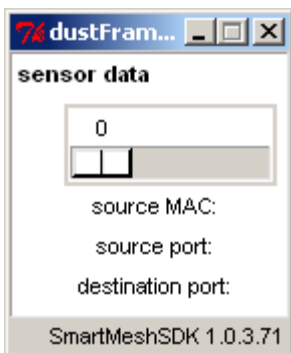 dustFram...
sensor data
0
source MAC:
source port:
destination port:
SmartMeshSDK 1.0.3.71